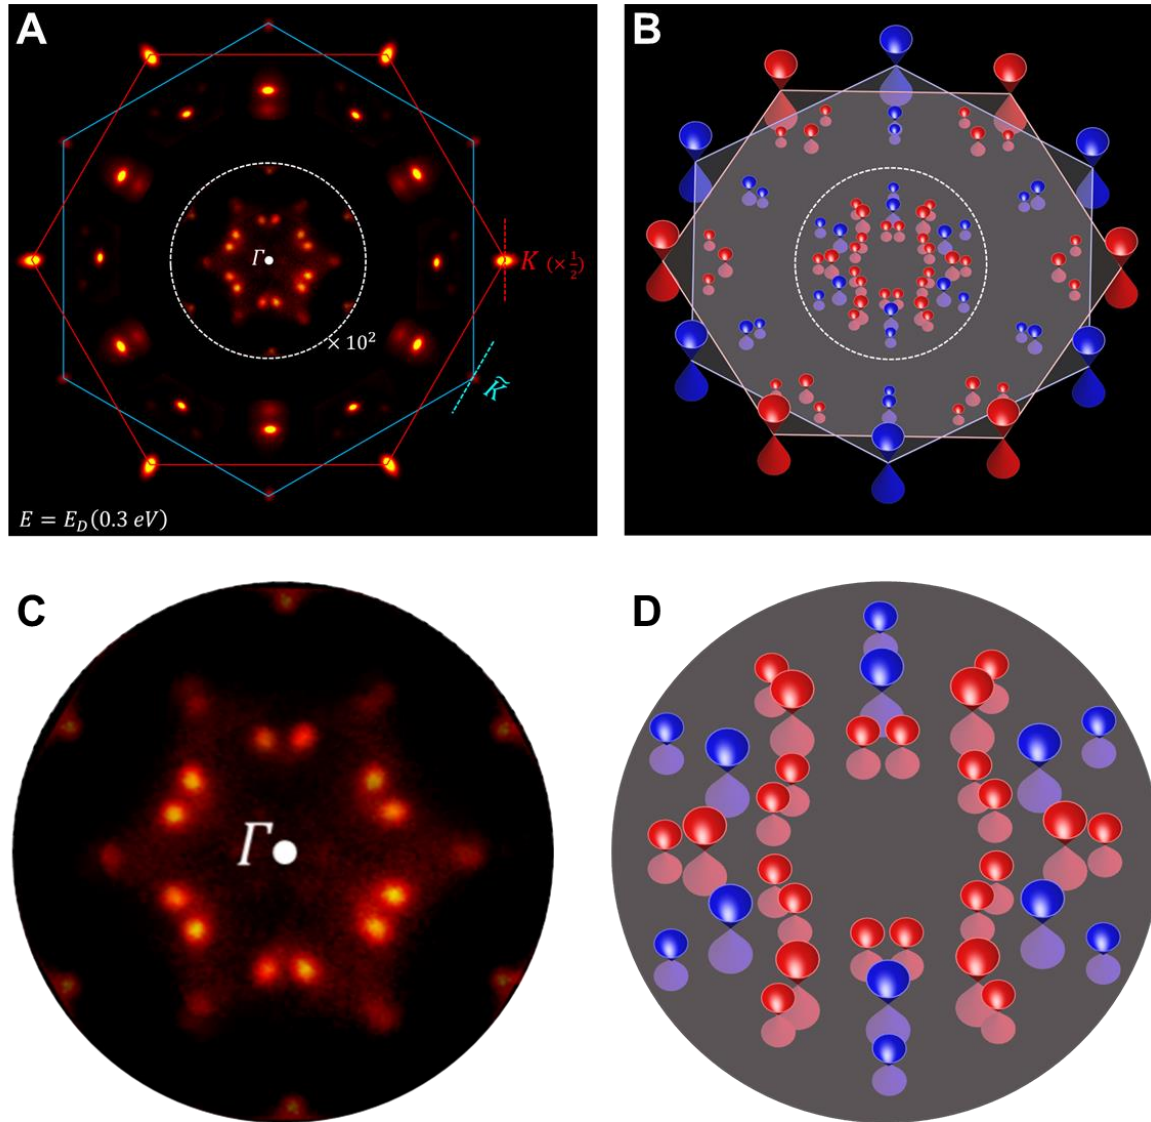 A
B
Γ
K (× 1/2)
× 10²
K̃
E = E_D(0.3 eV)
C
D
Γ